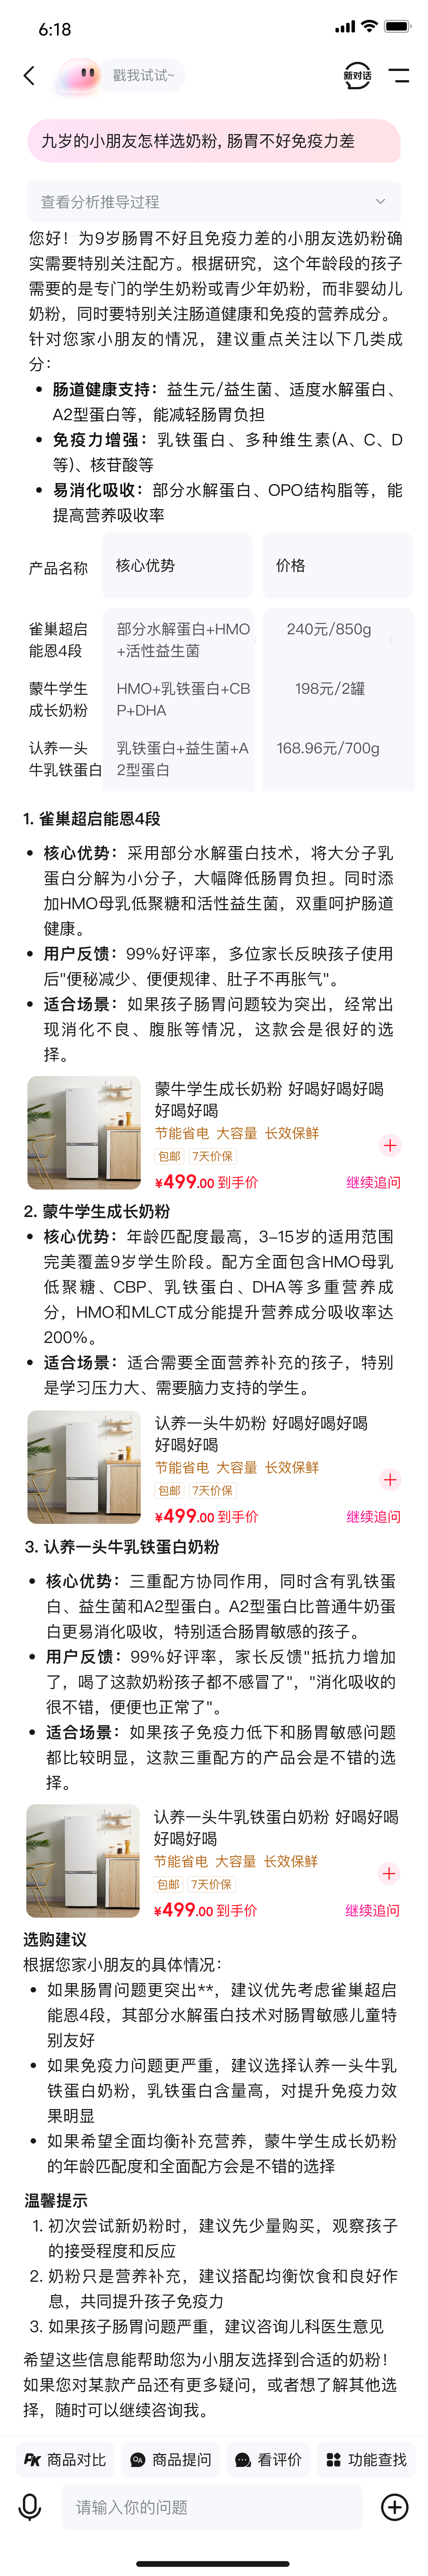 6:18
戳我试试~
新对话
九岁的小朋友怎样选奶粉, 肠胃不好免疫力差
查看分析推导过程
您好！为9岁肠胃不好且免疫力差的小朋友选奶粉确
实需要特别关注配方。根据研究，这个年龄段的孩子
需要的是专门的学生奶粉或青少年奶粉，而非婴幼儿
奶粉，同时要特别关注肠道健康和免疫的营养成分。
针对您家小朋友的情况，建议重点关注以下几类成
分：
• 肠道健康支持：益生元/益生菌、适度水解蛋白、
A2型蛋白等，能减轻肠胃负担
• 免疫力增强：乳铁蛋白、多种维生素(A、C、D
等)、核苷酸等
• 易消化吸收：部分水解蛋白、OPO结构脂等，能
提高营养吸收率
产品名称 核心优势 价格
雀巢超启 部分水解蛋白+HMO 240元/850g
能恩4段 +活性益生菌
蒙牛学生 HMO+乳铁蛋白+CB 198元/2罐
成长奶粉 P+DHA
认养一头 乳铁蛋白+益生菌+A 168.96元/700g
牛乳铁蛋白 2型蛋白
1. 雀巢超启能恩4段
• 核心优势：采用部分水解蛋白技术，将大分子乳
蛋白分解为小分子，大幅降低肠胃负担。同时添
加HMO母乳低聚糖和活性益生菌，双重呵护肠道
健康。
• 用户反馈：99%好评率，多位家长反映孩子使用
后"便秘减少、便便规律、肚子不再胀气"。
• 适合场景：如果孩子肠胃问题较为突出，经常出
现消化不良、腹胀等情况，这款会是很好的选
择。
蒙牛学生成长奶粉 好喝好喝好喝
好喝好喝
节能省电 大容量 长效保鲜
包邮 7天价保
¥499.00 到手价 继续追问
2. 蒙牛学生成长奶粉
• 核心优势：年龄匹配度最高，3-15岁的适用范围
完美覆盖9岁学生阶段。配方全面包含HMO母乳
低聚糖、CBP、乳铁蛋白、DHA等多重营养成
分，HMO和MLCT成分能提升营养成分吸收率达
200%。
• 适合场景：适合需要全面营养补充的孩子，特别
是学习压力大、需要脑力支持的学生。
认养一头牛奶粉 好喝好喝好喝
好喝好喝
节能省电 大容量 长效保鲜
包邮 7天价保
¥499.00 到手价 继续追问
3. 认养一头牛乳铁蛋白奶粉
• 核心优势：三重配方协同作用，同时含有乳铁蛋
白、益生菌和A2型蛋白。A2型蛋白比普通牛奶蛋
白更易消化吸收，特别适合肠胃敏感的孩子。
• 用户反馈：99%好评率，家长反馈"抵抗力增加
了，喝了这款奶粉孩子都不感冒了"，"消化吸收的
很不错，便便也正常了"。
• 适合场景：如果孩子免疫力低下和肠胃敏感问题
都比较明显，这款三重配方的产品会是不错的选
择。
认养一头牛乳铁蛋白奶粉 好喝好喝
好喝好喝
节能省电 大容量 长效保鲜
包邮 7天价保
¥499.00 到手价 继续追问
选购建议
根据您家小朋友的具体情况：
• 如果肠胃问题更突出**，建议优先考虑雀巢超启
能恩4段，其部分水解蛋白技术对肠胃敏感儿童特
别友好
• 如果免疫力问题更严重，建议选择认养一头牛乳
铁蛋白奶粉，乳铁蛋白含量高，对提升免疫力效
果明显
• 如果希望全面均衡补充营养，蒙牛学生成长奶粉
的年龄匹配度和全面配方会是不错的选择
温馨提示
1. 初次尝试新奶粉时，建议先少量购买，观察孩子
的接受程度和反应
2. 奶粉只是营养补充，建议搭配均衡饮食和良好作
息，共同提升孩子免疫力
3. 如果孩子肠胃问题严重，建议咨询儿科医生意见
希望这些信息能帮助您为小朋友选择到合适的奶粉！
如果您对某款产品还有更多疑问，或者想了解其他选
择，随时可以继续咨询我。
PK 商品对比 QA 商品提问 看评价 功能查找
请输入你的问题